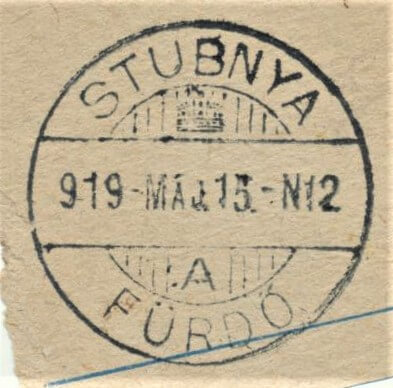 STUBNYA
919-MÁJ.15.-N12
A
FÜRDŐ